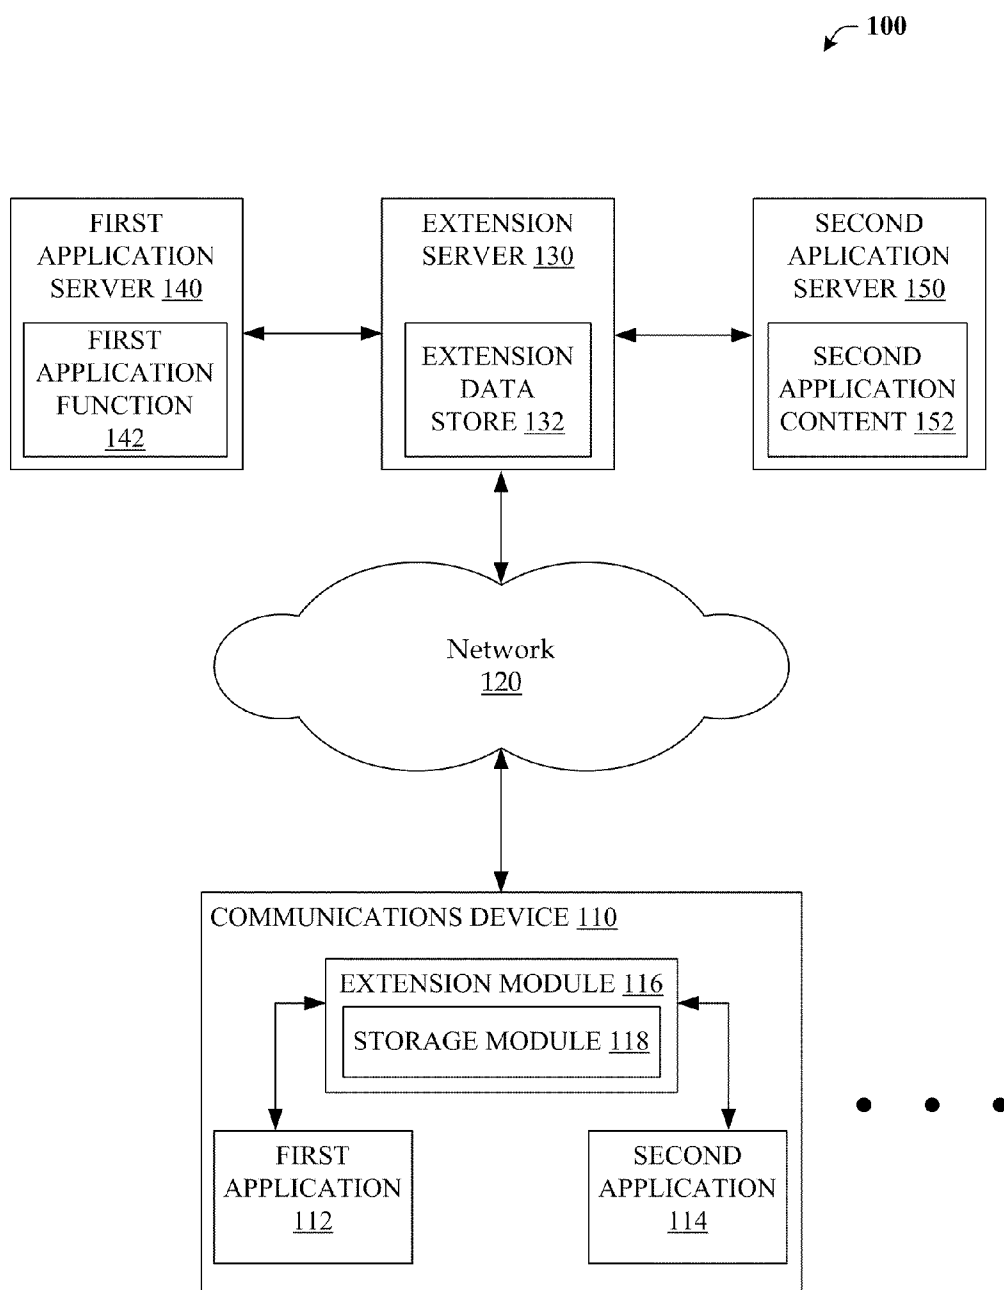 100
FIRST
APPLICATION
SERVER 140
FIRST
APPLICATION
FUNCTION
142
EXTENSION
SERVER 130
EXTENSION
DATA
STORE 132
SECOND
APLICATION
SERVER 150
SECOND
APPLICATION
CONTENT 152
Network
120
COMMUNICATIONS DEVICE 110
EXTENSION MODULE 116
STORAGE MODULE 118
FIRST
APPLICATION
112
SECOND
APPLICATION
114